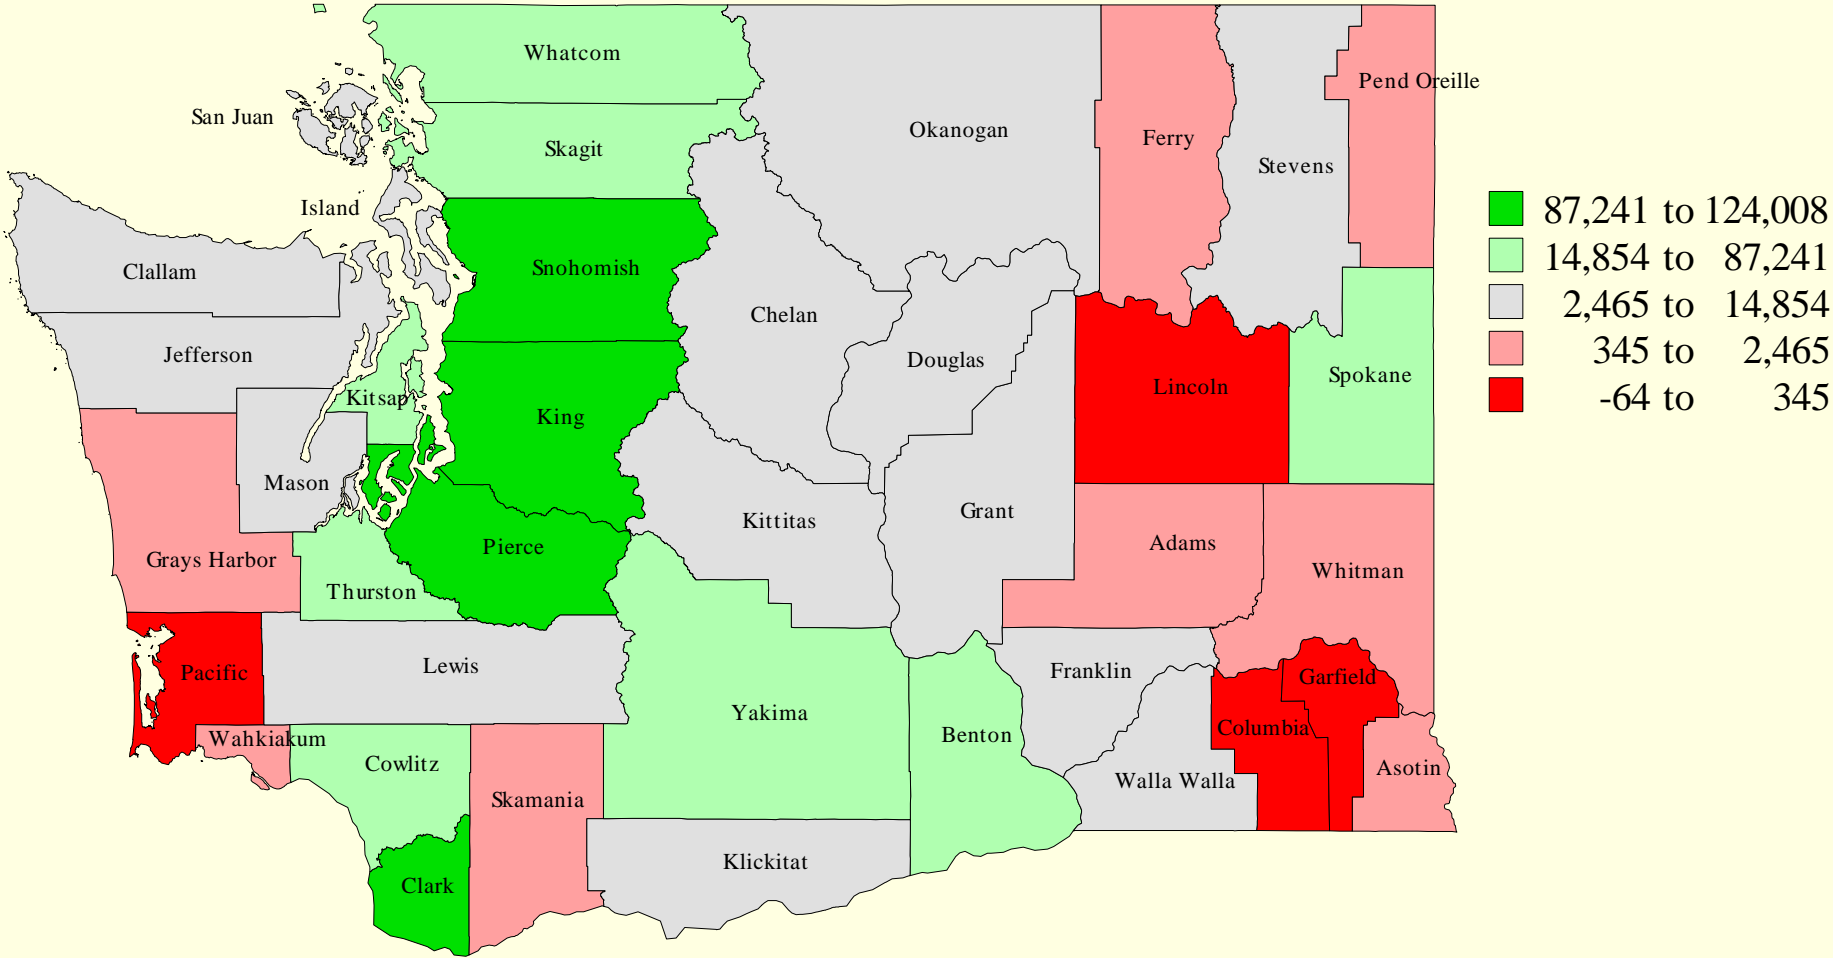 Whatcom
Pend Oreille
San Juan
Okanogan
Ferry
Skagit
Stevens
Island
87,241 to 124,008
Snohomish
14,854 to 87,241
Clallam
2,465 to 14,854
Chelan
345 to 2,465
Jefferson
Douglas
Spokane
Lincoln
-64 to 345
Kitsap
King
Mason
Grant
Kittitas
Adams
Pierce
Grays Harbor
Whitman
Thurston
Lewis
Franklin
Pacific
Garfield
Yakima
Columbia
Benton
Wahkiakum
Cowlitz
Asotin
Walla Walla
Skamania
Klickitat
Clark